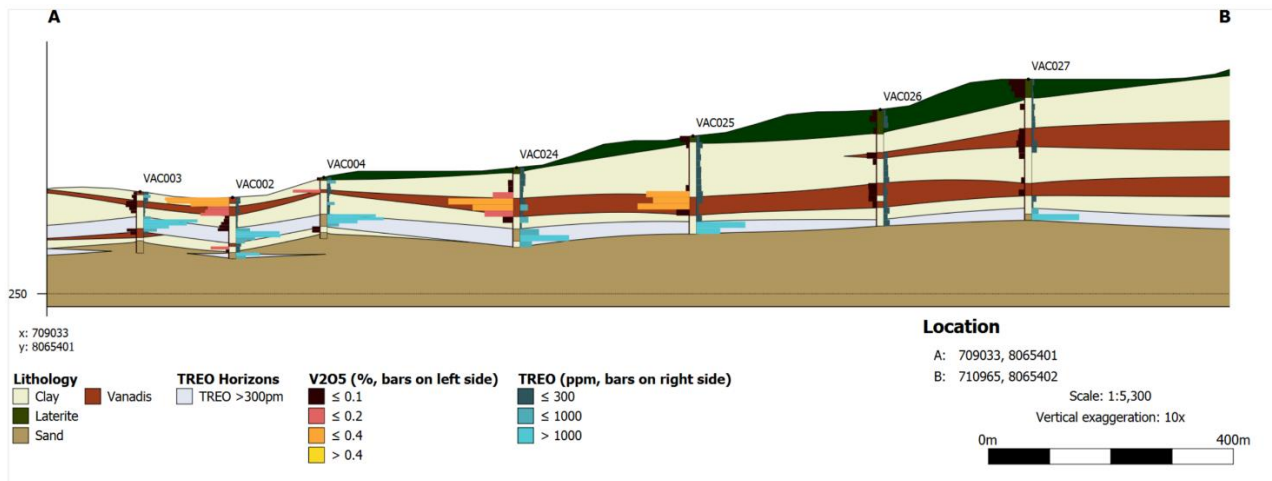 A
B
VAC027
VAC026
VAC025
VAC024
VAC004
VAC003
VAC002
250
x: 709033
y: 8065401
Lithology
Clay
Vanadis
Laterite
Sand
TREO Horizons
TREO >300pm
V2O5 (%, bars on left side)
≤ 0.1
≤ 0.2
≤ 0.4
> 0.4
TREO (ppm, bars on right side)
≤ 300
≤ 1000
> 1000
Location
A: 709033, 8065401
B: 710965, 8065402
Scale: 1:5,300
Vertical exaggeration: 10x
0m 400m